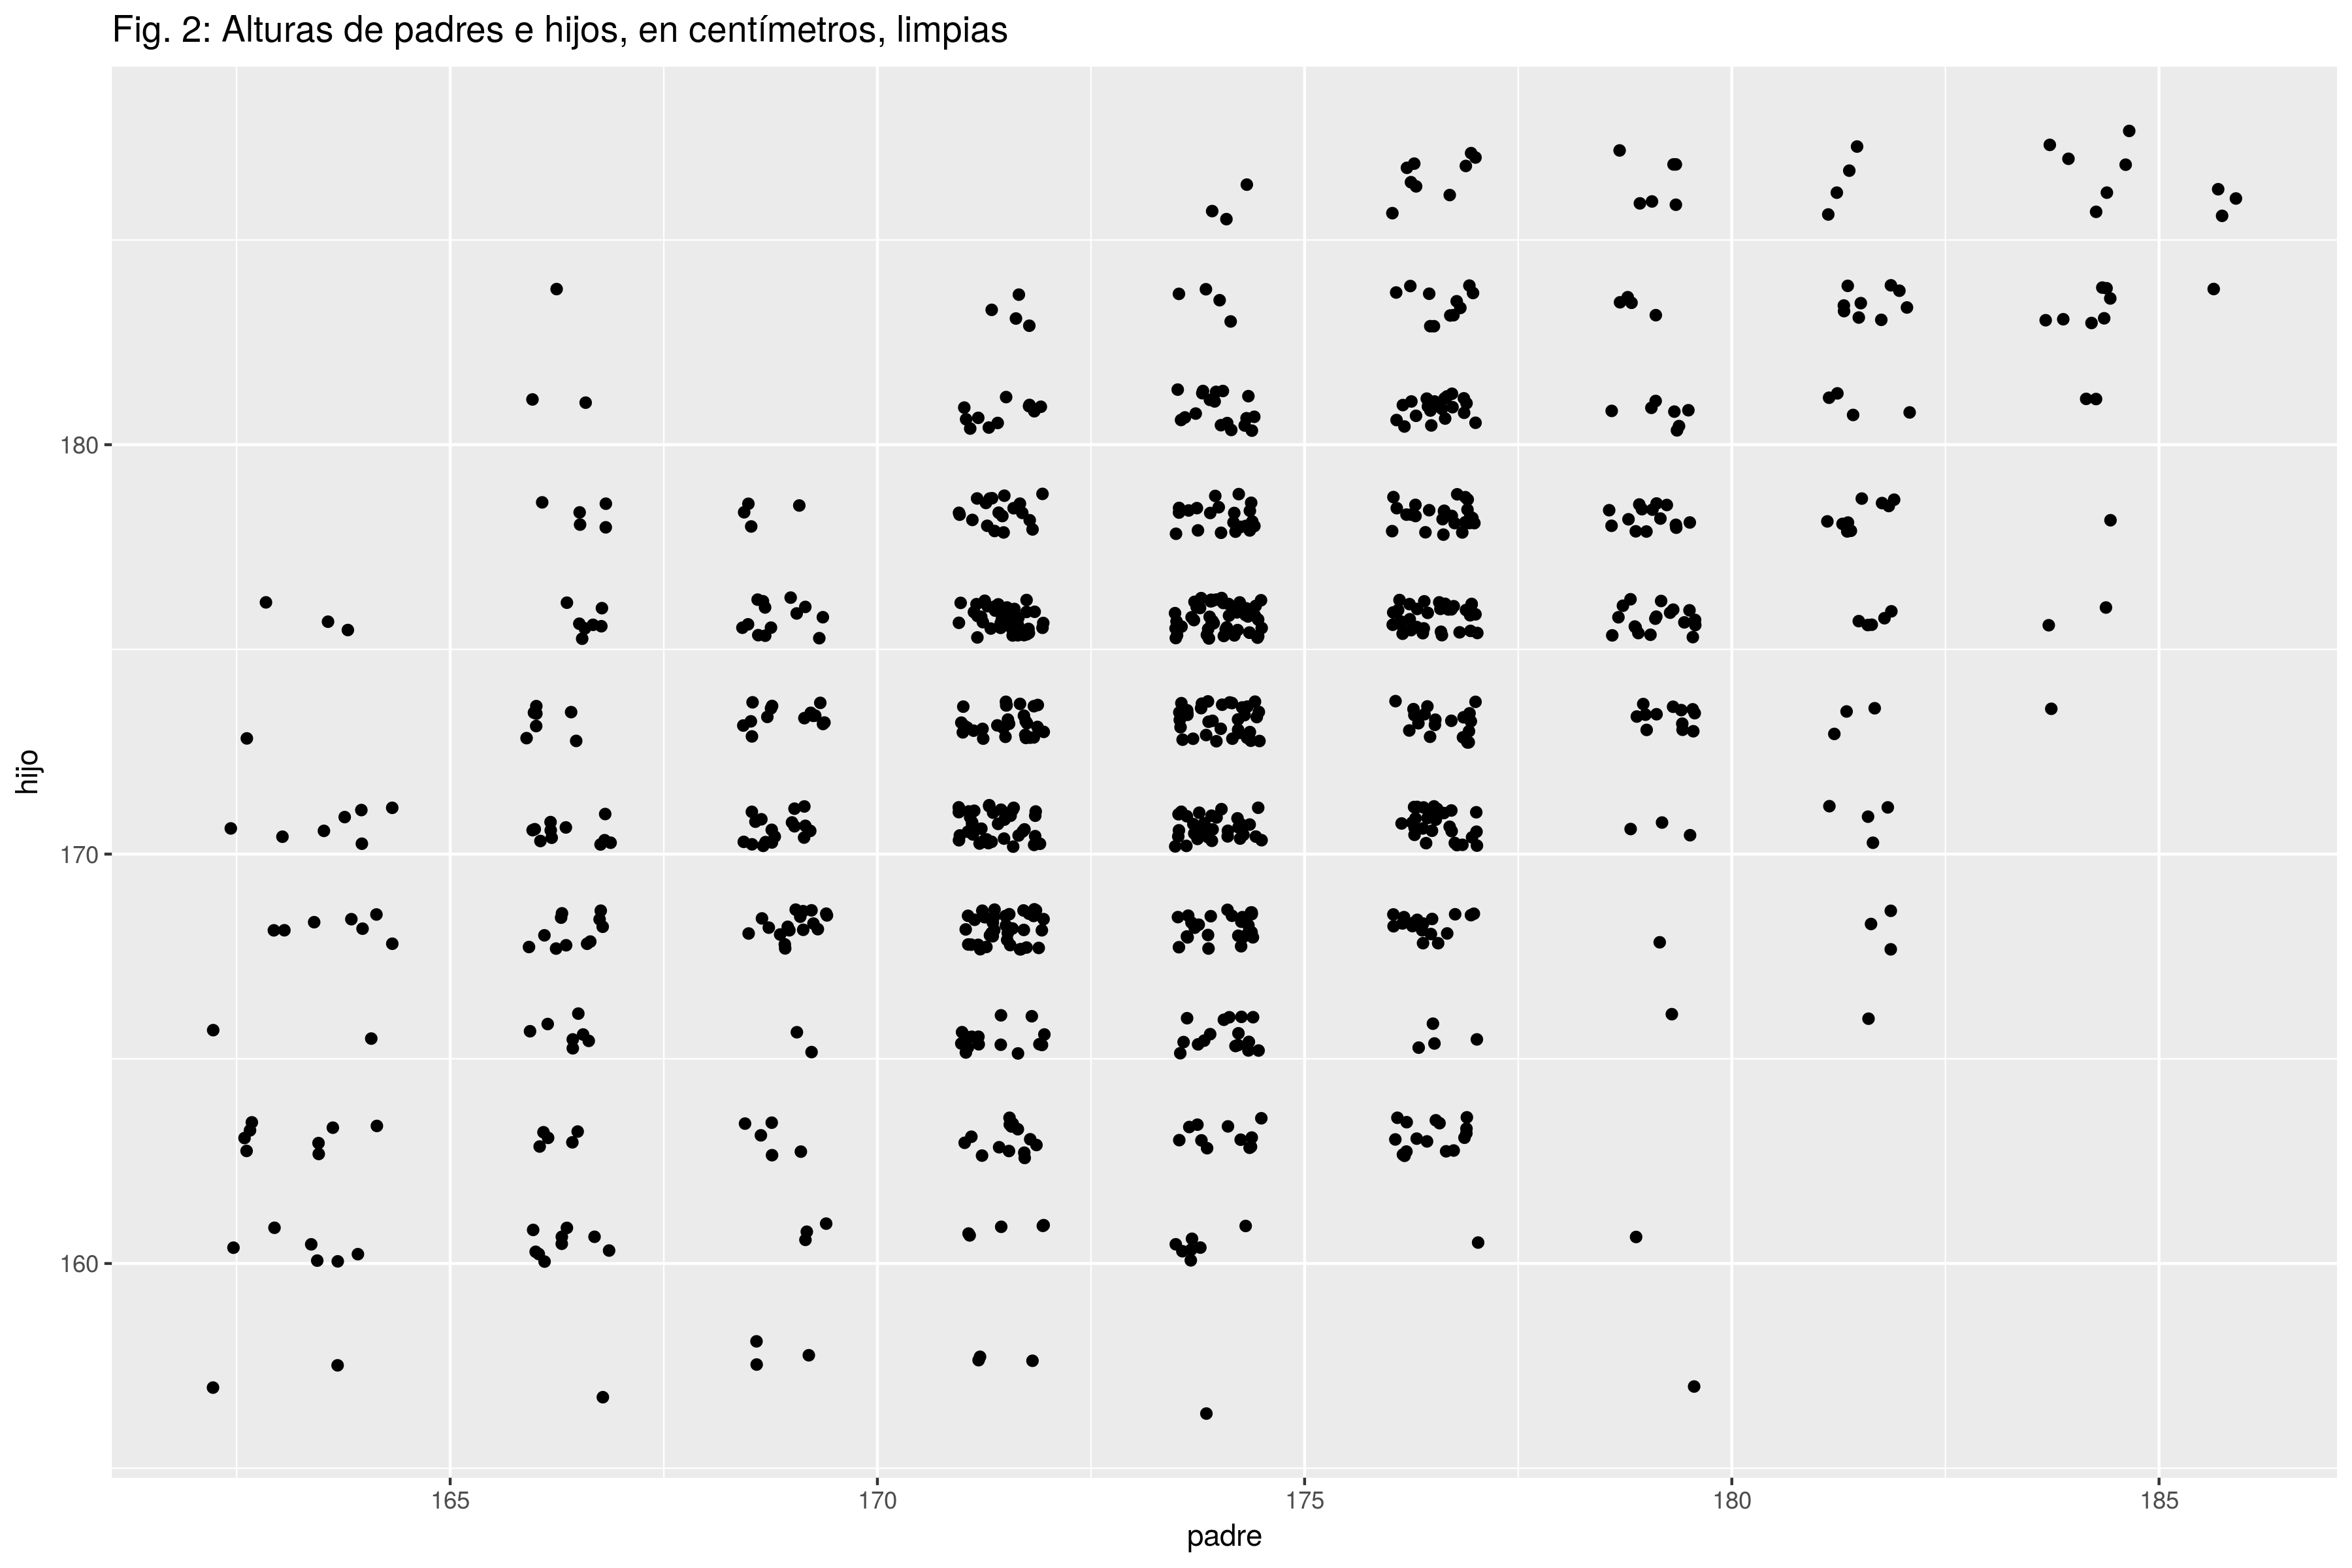 Fig. 2: Alturas de padres e hijos, en centímetros, limpias
hijo
180
170
160
165
170
175
180
185
padre